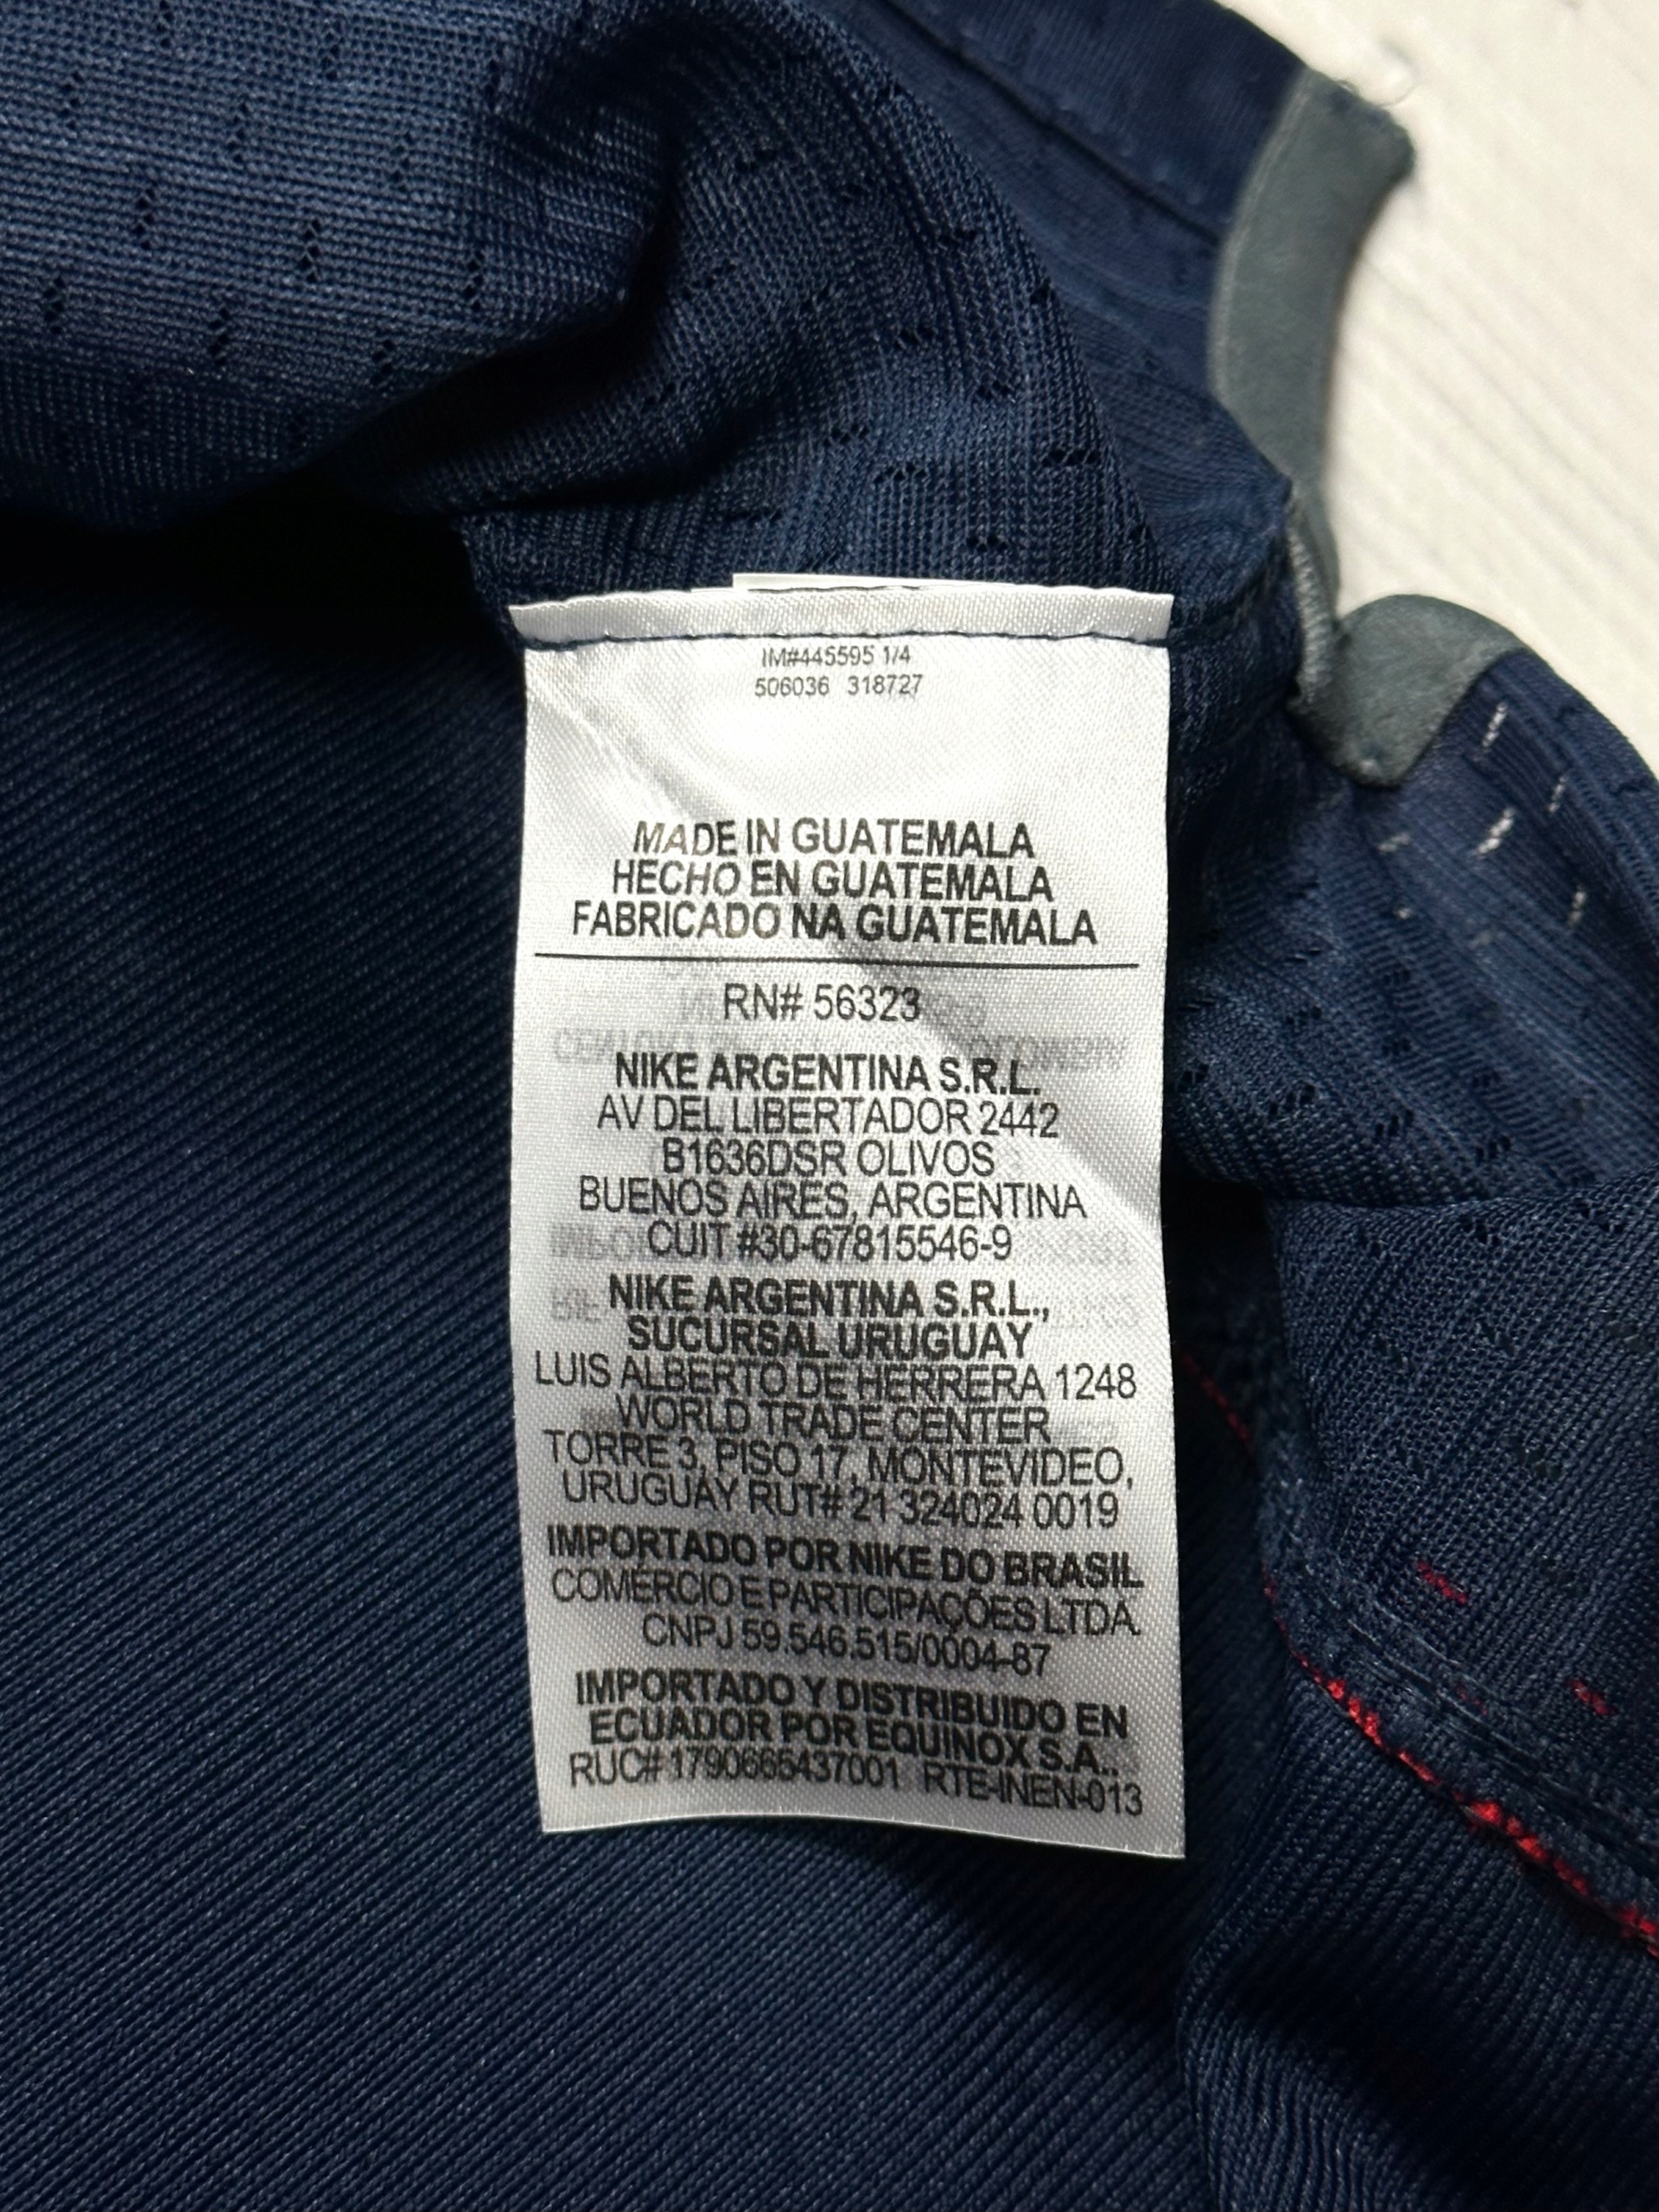 IM#445595 1/4
506036 318727
MADE IN GUATEMALA
HECHO EN GUATEMALA
FABRICADO NA GUATEMALA
RN# 56323
NIKE ARGENTINA S.R.L.
AV DEL LIBERTADOR 2442
B1636DSR OLIVOS
BUENOS AIRES, ARGENTINA
CUIT #30-67815546-9
NIKE ARGENTINA S.R.L.,
SUCURSAL URUGUAY
LUIS ALBERTO DE HERRERA 1248
WORLD TRADE CENTER
TORRE 3, PISO 17, MONTEVIDEO,
URUGUAY RUT# 21 324024 0019
IMPORTADO POR NIKE DO BRASIL
COMÉRCIO E PARTICIPAÇÕES LTDA.
CNPJ 59.546.515/0004-87
IMPORTADO Y DISTRIBUIDO EN
ECUADOR POR EQUINOX S.A..
RUC# 1790665437001 RTE-INEN-013